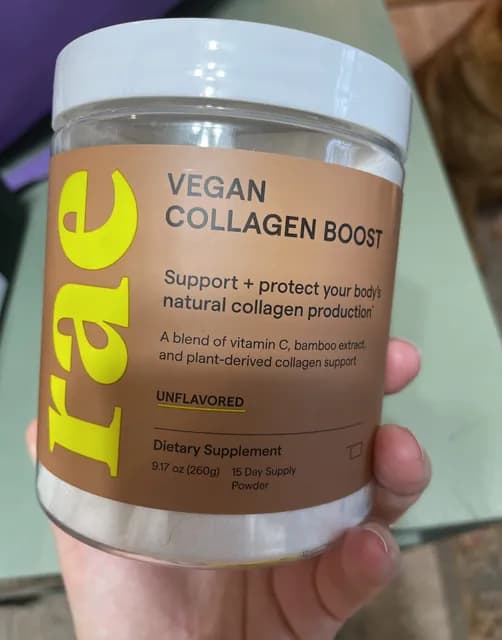 rae
VEGAN
COLLAGEN BOOST
Support + protect your body's
natural collagen production*
A blend of vitamin C, bamboo extract,
and plant-derived collagen support
UNFLAVORED
Dietary Supplement
9.17 oz (260g) 15 Day Supply
Powder